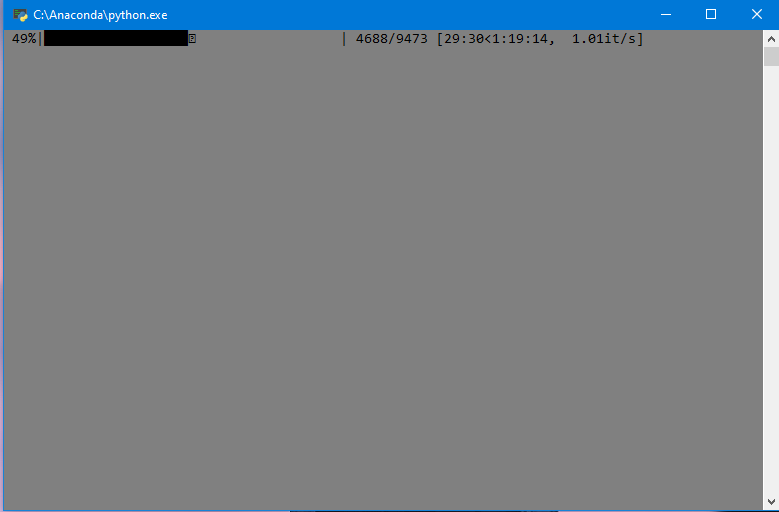 C:\Anaconda\python.exe
49%| | 4688/9473 [29:30<1:19:14, 1.01it/s]